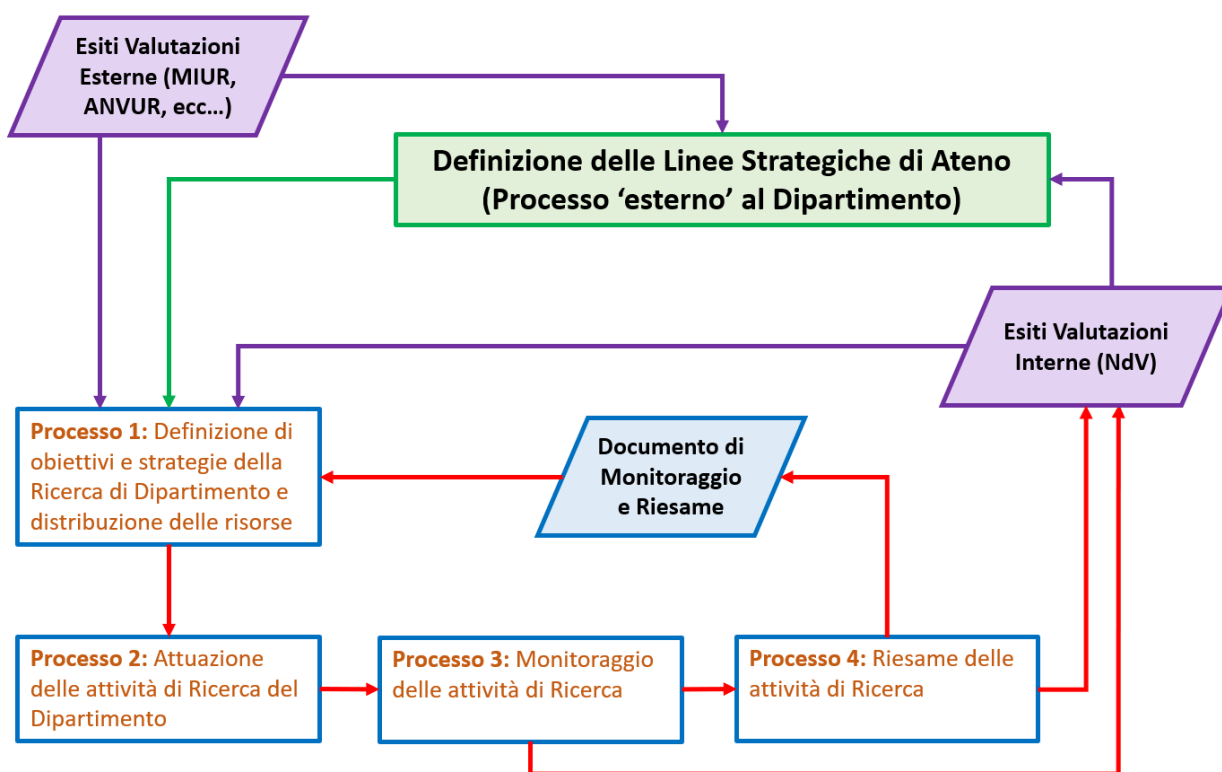 Esiti Valutazioni
Esterne (MIUR,
ANVUR, ecc...)
Definizione delle Linee Strategiche di Ateno
(Processo ‘esterno’ al Dipartimento)
Esiti Valutazioni
Interne (NdV)
Processo 1: Definizione di
obiettivi e strategie della
Ricerca di Dipartimento e
distribuzione delle risorse
Documento di
Monitoraggio
e Riesame
Processo 2: Attuazione
delle attività di Ricerca del
Dipartimento
Processo 3: Monitoraggio
delle attività di Ricerca
Processo 4: Riesame delle
attività di Ricerca